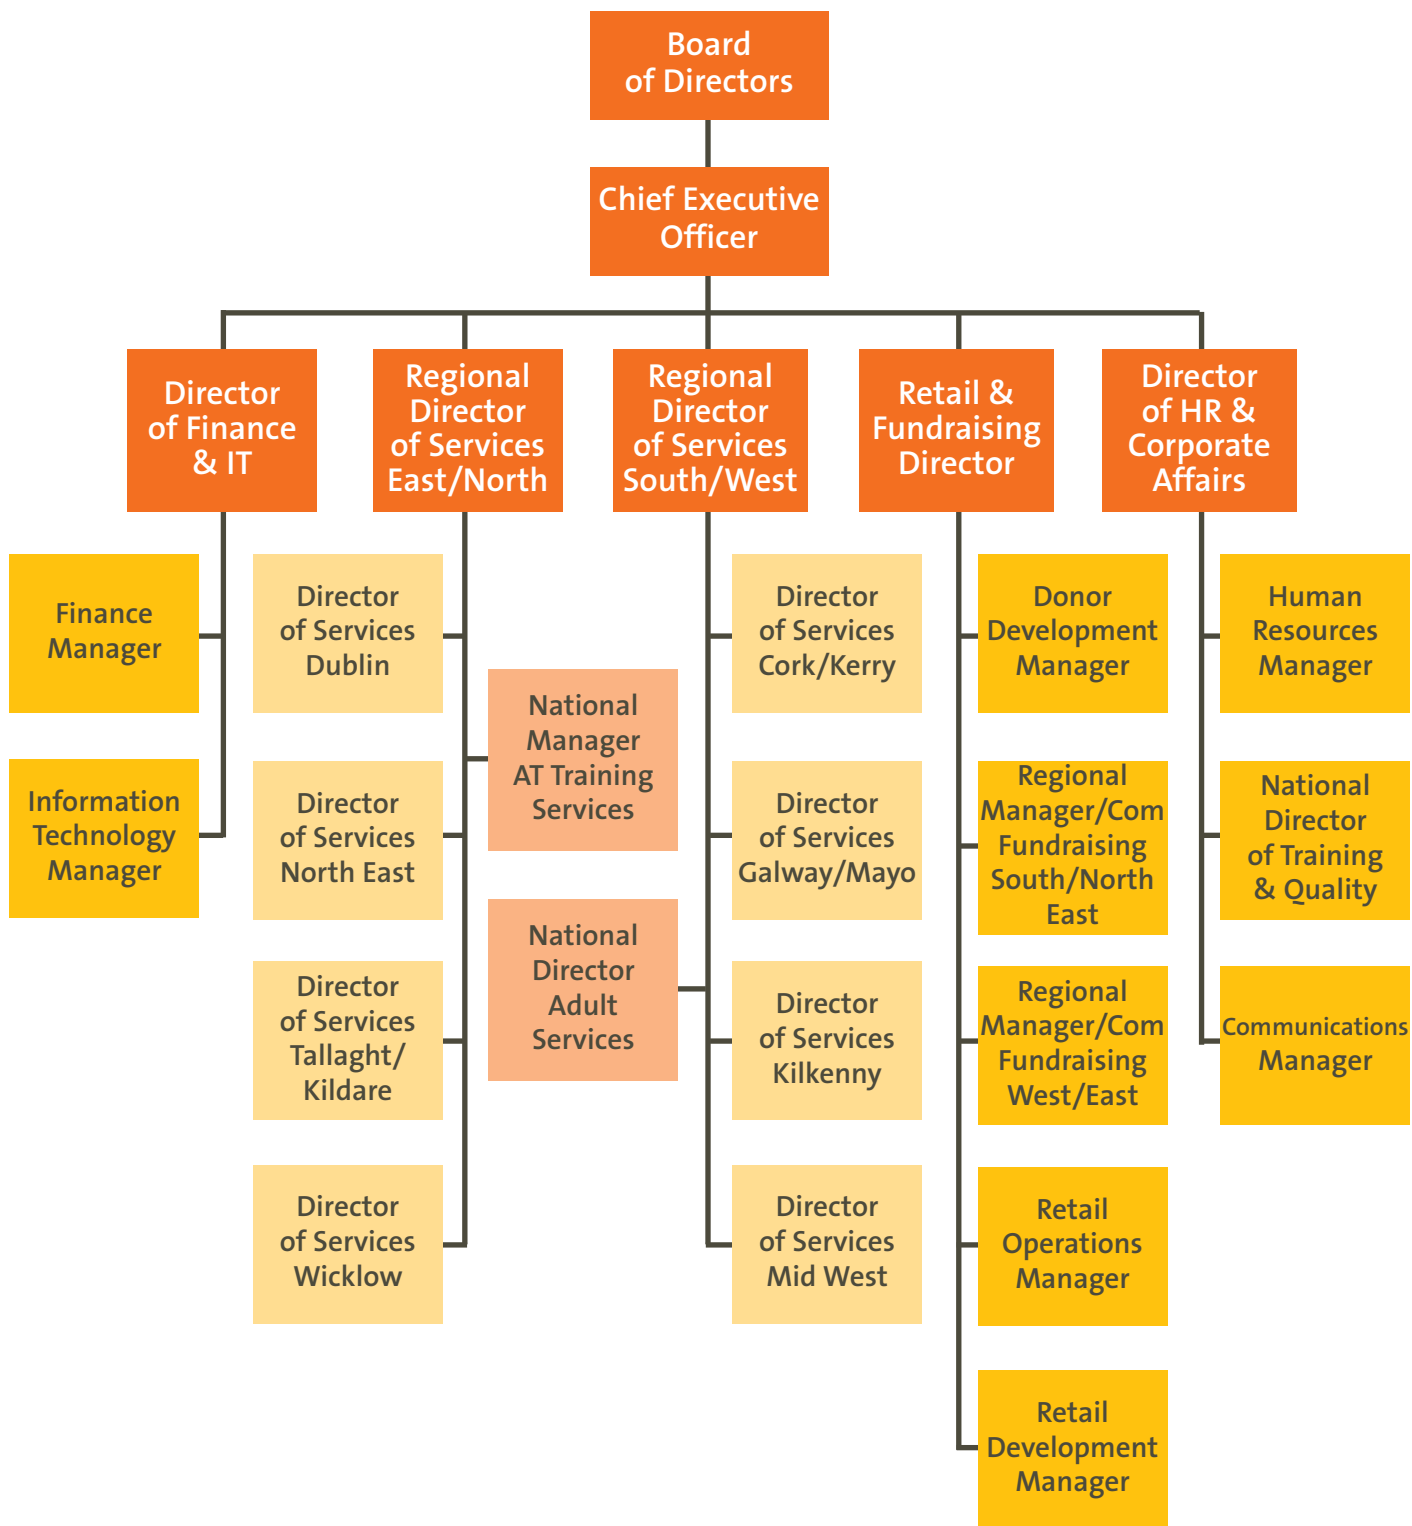 Board
of Directors
Chief Executive
Officer
Director
of Finance
& IT
Regional
Director
of Services
East/North
Regional
Director
of Services
South/West
Retail &
Fundraising
Director
Director
of HR &
Corporate
Affairs
Finance
Manager
Information
Technology
Manager
Director
of Services
Dublin
Director
of Services
North East
Director
of Services
Tallaght/
Kildare
Director
of Services
Wicklow
National
Manager
AT Training
Services
National
Director
Adult
Services
Director
of Services
Cork/Kerry
Director
of Services
Galway/Mayo
Director
of Services
Kilkenny
Director
of Services
Mid West
Donor
Development
Manager
Regional
Manager/Com
Fundraising
South/North
East
Regional
Manager/Com
Fundraising
West/East
Retail
Operations
Manager
Retail
Development
Manager
Human
Resources
Manager
National
Director
of Training
& Quality
Communications
Manager